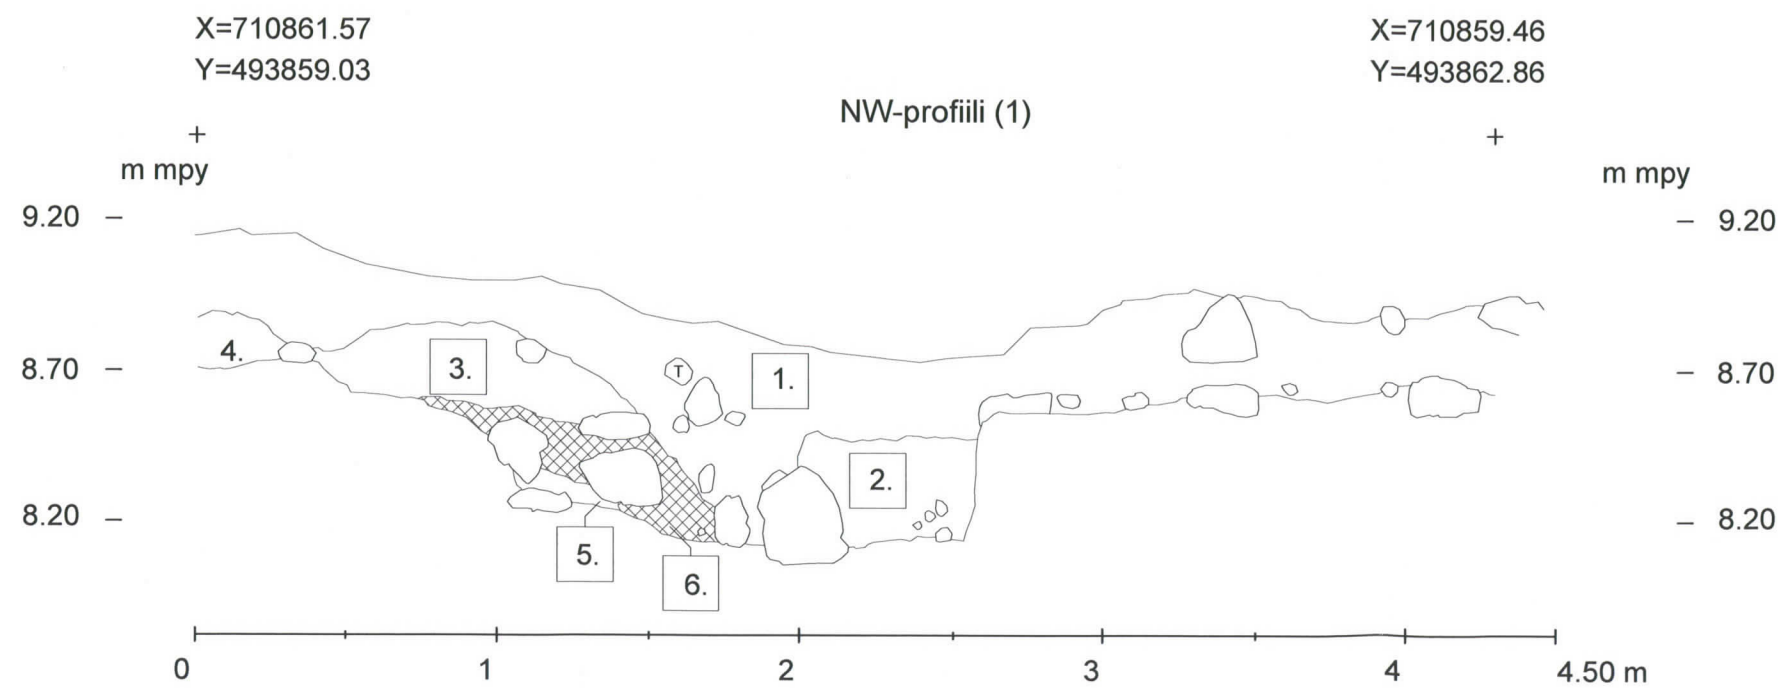 X=710861.57
Y=493859.03
X=710859.46
Y=493862.86
NW-profiili (1)
+ +
m mpy m mpy
9.20 – – 9.20
4. 3. T 1.
8.70 – – 8.70
2.
8.20 – – 8.20
5. 6.
0 1 2 3 4 4.50 m